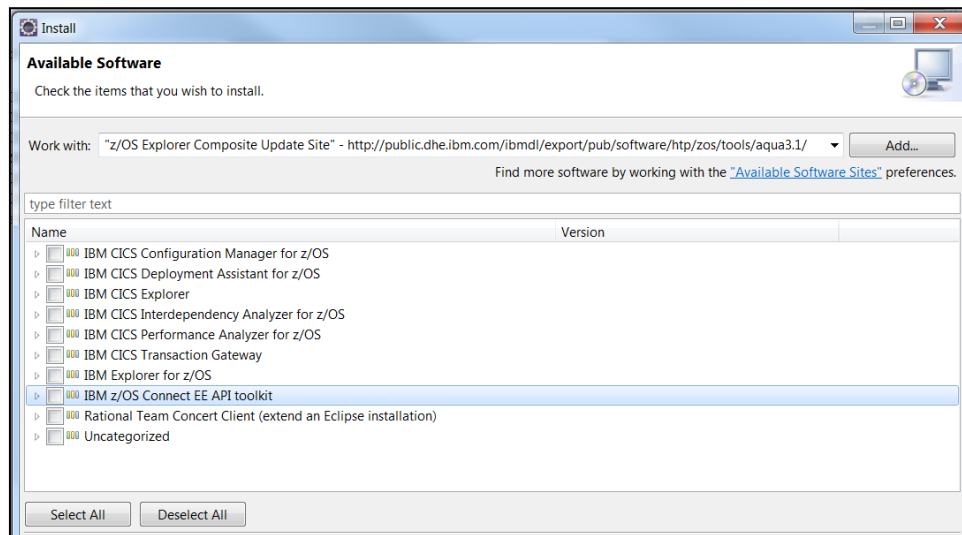 Install
Available Software
Check the items that you wish to install.
Work with: "z/OS Explorer Composite Update Site" - http://public.dhe.ibm.com/ibmdl/export/pub/software/htp/zos/tools/aqua3.1/ Add...
Find more software by working with the "Available Software Sites" preferences.
type filter text
Name Version
IBM CICS Configuration Manager for z/OS
IBM CICS Deployment Assistant for z/OS
IBM CICS Explorer
IBM CICS Interdependency Analyzer for z/OS
IBM CICS Performance Analyzer for z/OS
IBM CICS Transaction Gateway
IBM Explorer for z/OS
IBM z/OS Connect EE API toolkit
Rational Team Concert Client (extend an Eclipse installation)
Uncategorized
Select All Deselect All